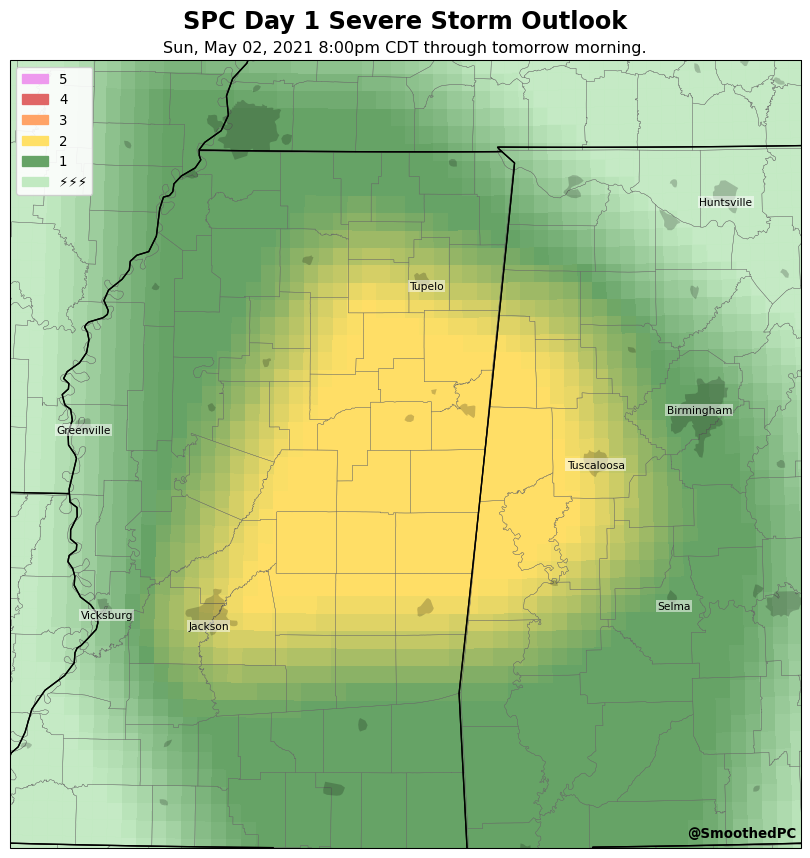 SPC Day 1 Severe Storm Outlook
Sun, May 02, 2021 8:00pm CDT through tomorrow morning.
5
4
3
2
1
⚡⚡⚡
Huntsville
Tupelo
Birmingham
Greenville
Tuscaloosa
Selma
Vicksburg
Jackson
@SmoothedPC